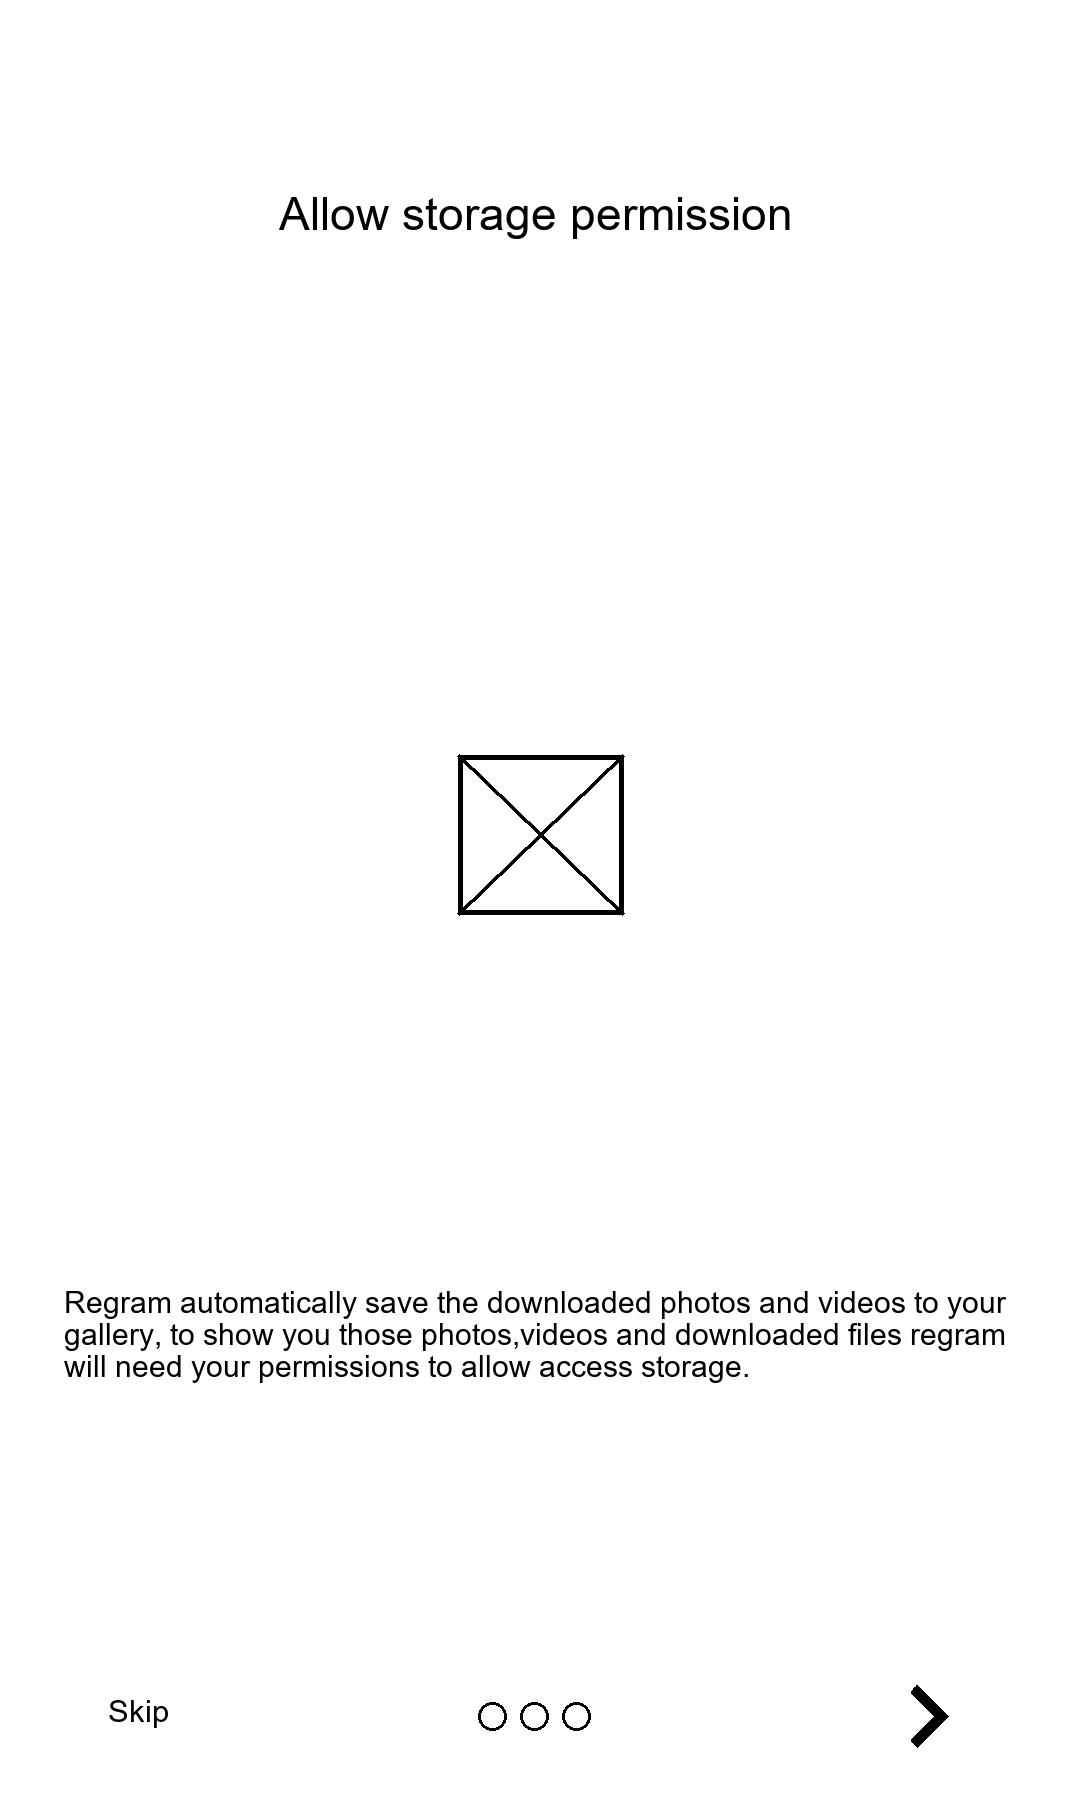 Allow storage permission
Regram automatically save the downloaded photos and videos to your
gallery, to show you those photos,videos and downloaded files regram
will need your permissions to allow access storage.
Skip